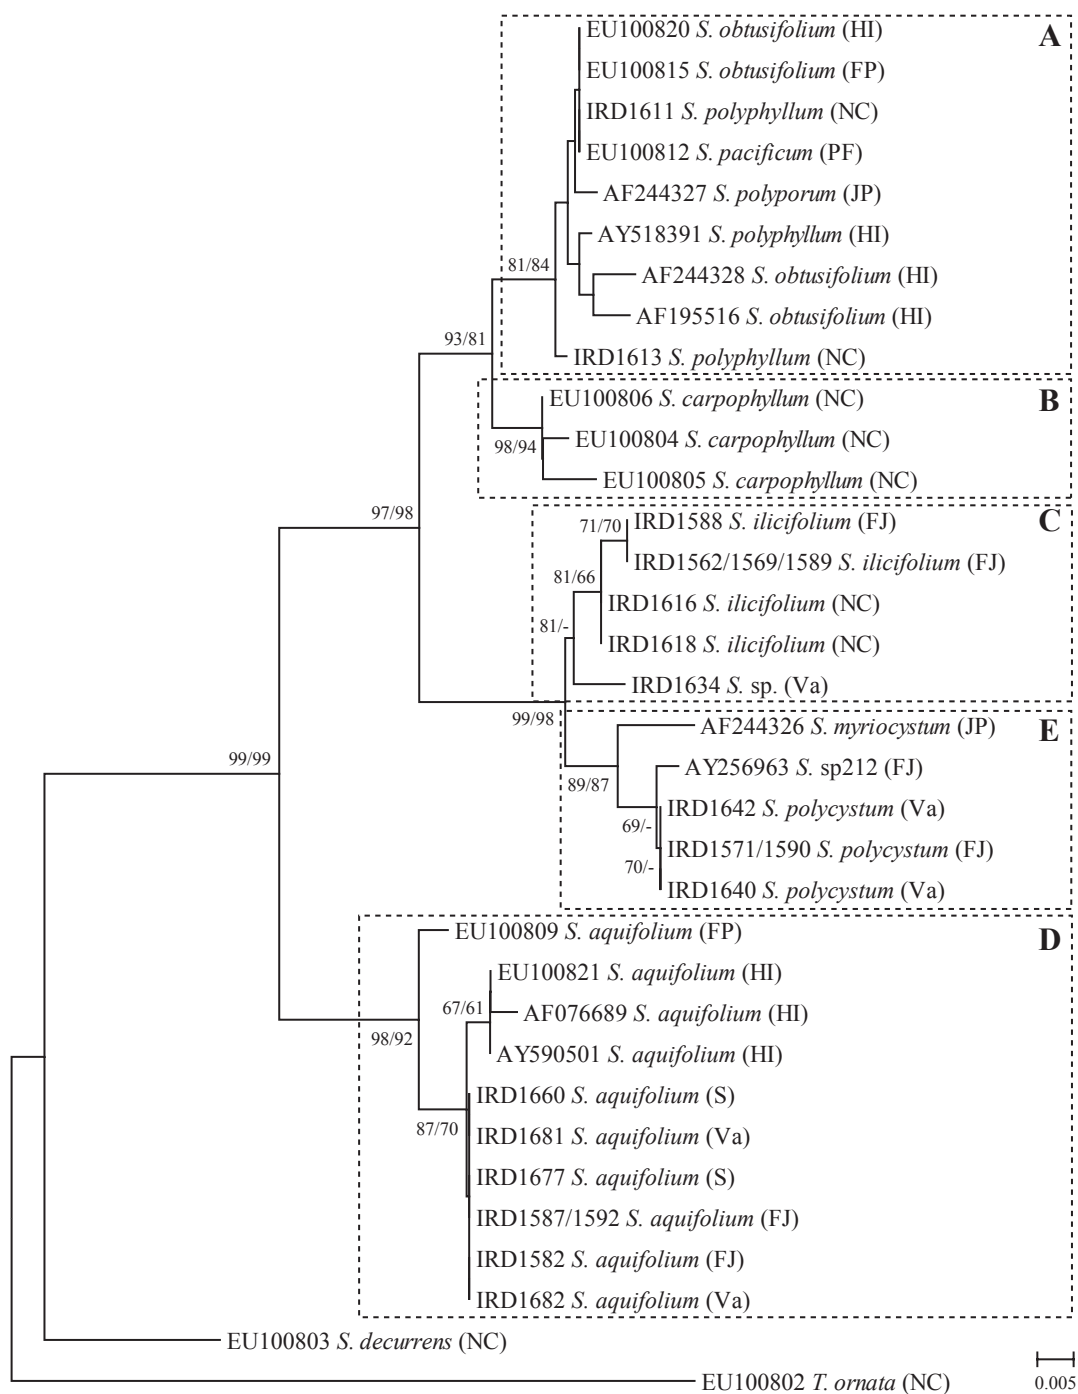 EU100820 S. obtusifolium (HI)
A
EU100815 S. obtusifolium (FP)
IRD1611 S. polyphyllum (NC)
EU100812 S. pacificum (PF)
AF244327 S. polyporum (JP)
AY518391 S. polyphyllum (HI)
81/84
AF244328 S. obtusifolium (HI)
AF195516 S. obtusifolium (HI)
93/81
IRD1613 S. polyphyllum (NC)
EU100806 S. carpophyllum (NC)
B
EU100804 S. carpophyllum (NC)
98/94
EU100805 S. carpophyllum (NC)
97/98
71/70
IRD1588 S. ilicifolium (FJ)
C
IRD1562/1569/1589 S. ilicifolium (FJ)
81/66
IRD1616 S. ilicifolium (NC)
81/-
IRD1618 S. ilicifolium (NC)
IRD1634 S. sp. (Va)
99/98
AF244326 S. myriocystum (JP)
E
99/99
AY256963 S. sp212 (FJ)
89/87
IRD1642 S. polycystum (Va)
69/-
IRD1571/1590 S. polycystum (FJ)
70/-
IRD1640 S. polycystum (Va)
EU100809 S. aquifolium (FP)
D
EU100821 S. aquifolium (HI)
67/61
AF076689 S. aquifolium (HI)
98/92
AY590501 S. aquifolium (HI)
IRD1660 S. aquifolium (S)
87/70
IRD1681 S. aquifolium (Va)
IRD1677 S. aquifolium (S)
IRD1587/1592 S. aquifolium (FJ)
IRD1582 S. aquifolium (FJ)
IRD1682 S. aquifolium (Va)
EU100803 S. decurrens (NC)
EU100802 T. ornata (NC)
0.005